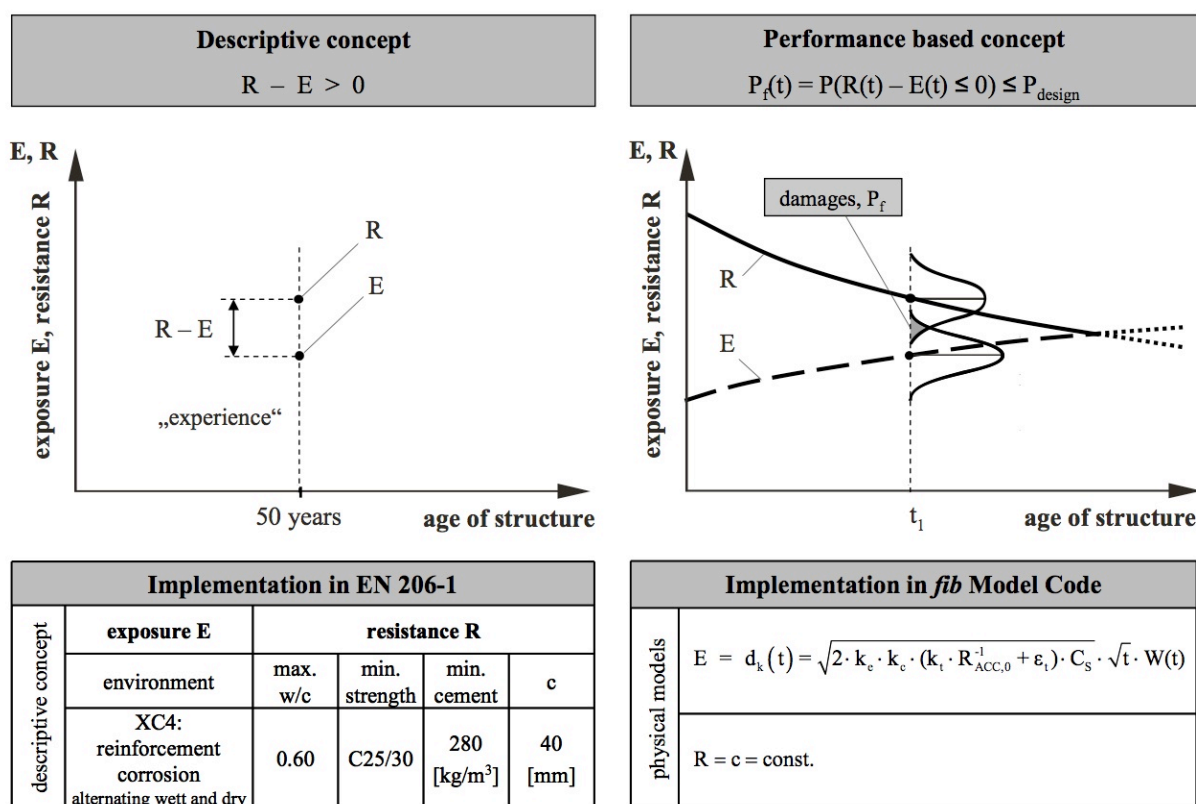 Descriptive concept
R – E > 0
E, R
exposure E, resistance R
R
E
R – E
„experience“
50 years
age of structure
Performance based concept
P_f(t) = P(R(t) – E(t) ≤ 0) ≤ P_design
E, R
exposure E, resistance R
damages, P_f
R
E
t_1
age of structure
Implementation in EN 206-1
descriptive concept
exposure E
resistance R
environment
max. w/c
min. strength
min. cement
c
XC4:
reinforcement
corrosion
alternating wett and dry
0.60
C25/30
280
[kg/m³]
40
[mm]
Implementation in fib Model Code
physical models
E = d_k(t) = √(2·k_e·k_c·(k_t·R_ACC,0^-1 + ε_t)·C_S)·√t·W(t)
R = c = const.